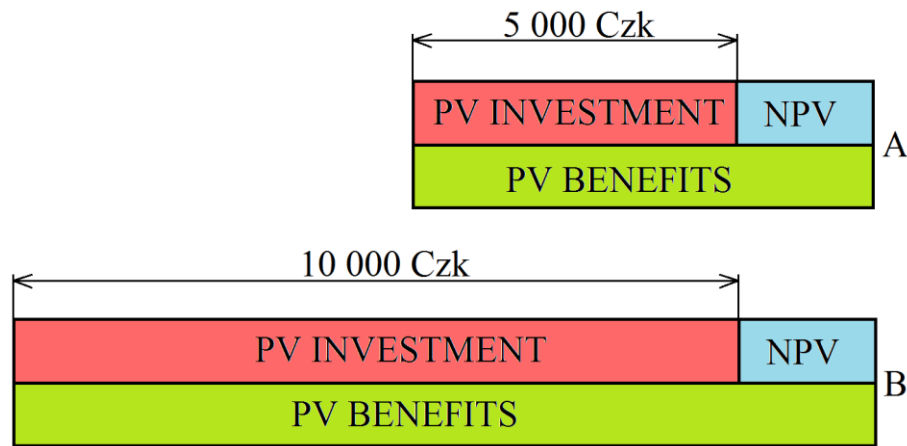 5 000 Czk
PV INVESTMENT NPV
A
PV BENEFITS
10 000 Czk
PV INVESTMENT NPV
B
PV BENEFITS